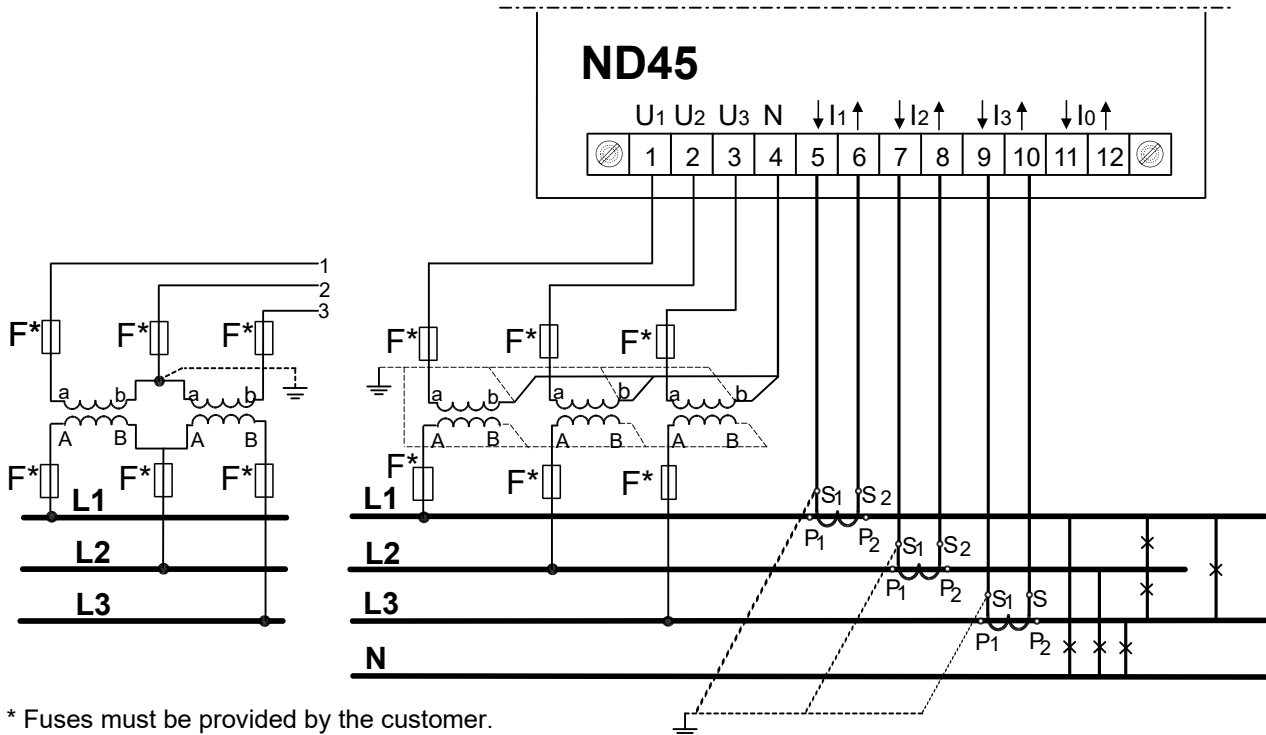 ND45
U1 U2 U3 N ↓I1↑ ↓I2↑ ↓I3↑ ↓I0↑
1 2 3 4 5 6 7 8 9 10 11 12
1
2
3
F* F* F*
F* F* F*
a b a b
A B A B
a b a b a b
A B A B A B
F* F* F*
F* F* F*
L1
L2
L3
L1
L2
L3
N
S1 S2
P1 P2
S1 S2
P1 P2
S1 S
P1 P2
* Fuses must be provided by the customer.